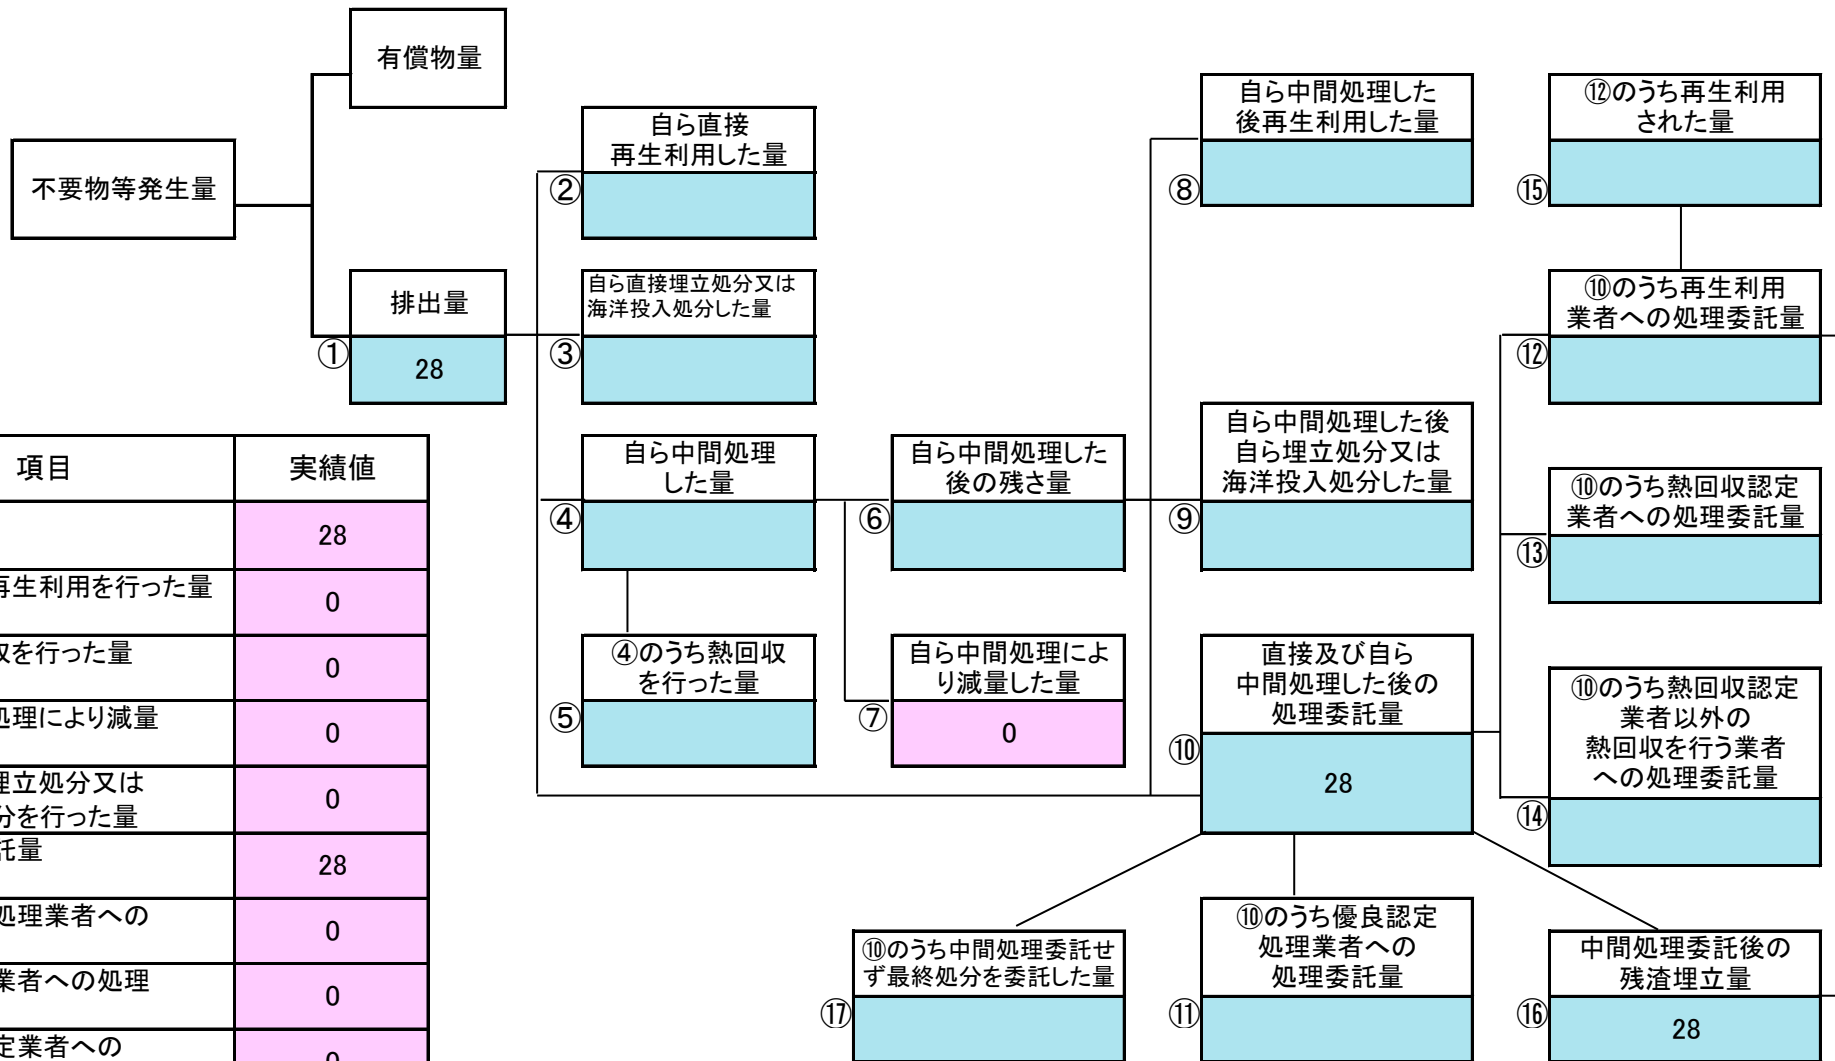 有償物量
不要物等発生量
排出量
①
28
自ら直接
再生利用した量
②
自ら直接埋立処分又は
海洋投入処分した量
③
自ら中間処理
した量
④
④のうち熱回収
を行った量
⑤
自ら中間処理した
後の残さ量
⑥
自ら中間処理によ
り減量した量
⑦
0
自ら中間処理した
後再生利用した量
⑧
自ら中間処理した後
自ら埋立処分又は
海洋投入処分した量
⑨
直接及び自ら
中間処理した後の
処理委託量
⑩
28
⑫のうち再生利用
された量
⑮
⑩のうち再生利用
業者への処理委託量
⑫
⑩のうち熱回収認定
業者への処理委託量
⑬
⑩のうち熱回収認定
業者以外の
熱回収を行う業者
への処理委託量
⑭
⑩のうち中間処理委託せ
ず最終処分を委託した量
⑰
⑩のうち優良認定
処理業者への
処理委託量
⑪
中間処理委託後の
残渣埋立量
⑯
28
項目 実績値
28
再生利用を行った量 0
を行った量 0
処理により減量 0
埋立処分又は
分を行った量 0
託量 28
処理業者への 0
業者への処理 0
定業者への 0